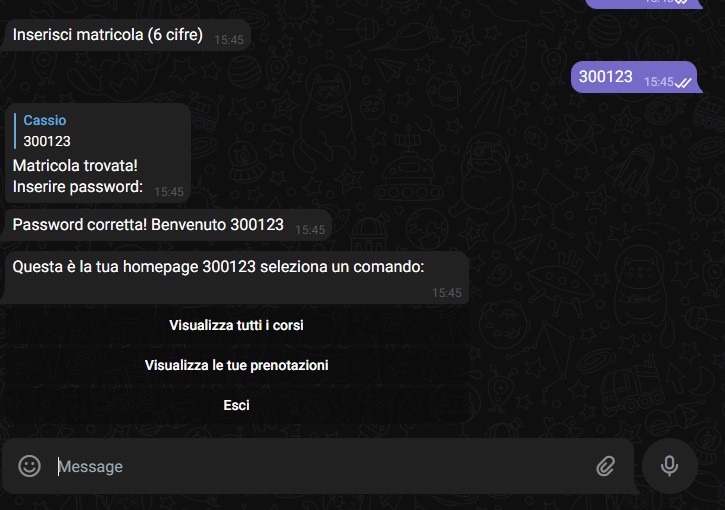 15:45
Inserisci matricola (6 cifre) 15:45
300123 15:45
Cassio
300123
Matricola trovata!
Inserire password: 15:45
Password corretta! Benvenuto 300123 15:45
Questa è la tua homepage 300123 seleziona un comando:
15:45
Visualizza tutti i corsi
Visualizza le tue prenotazioni
Esci
Message